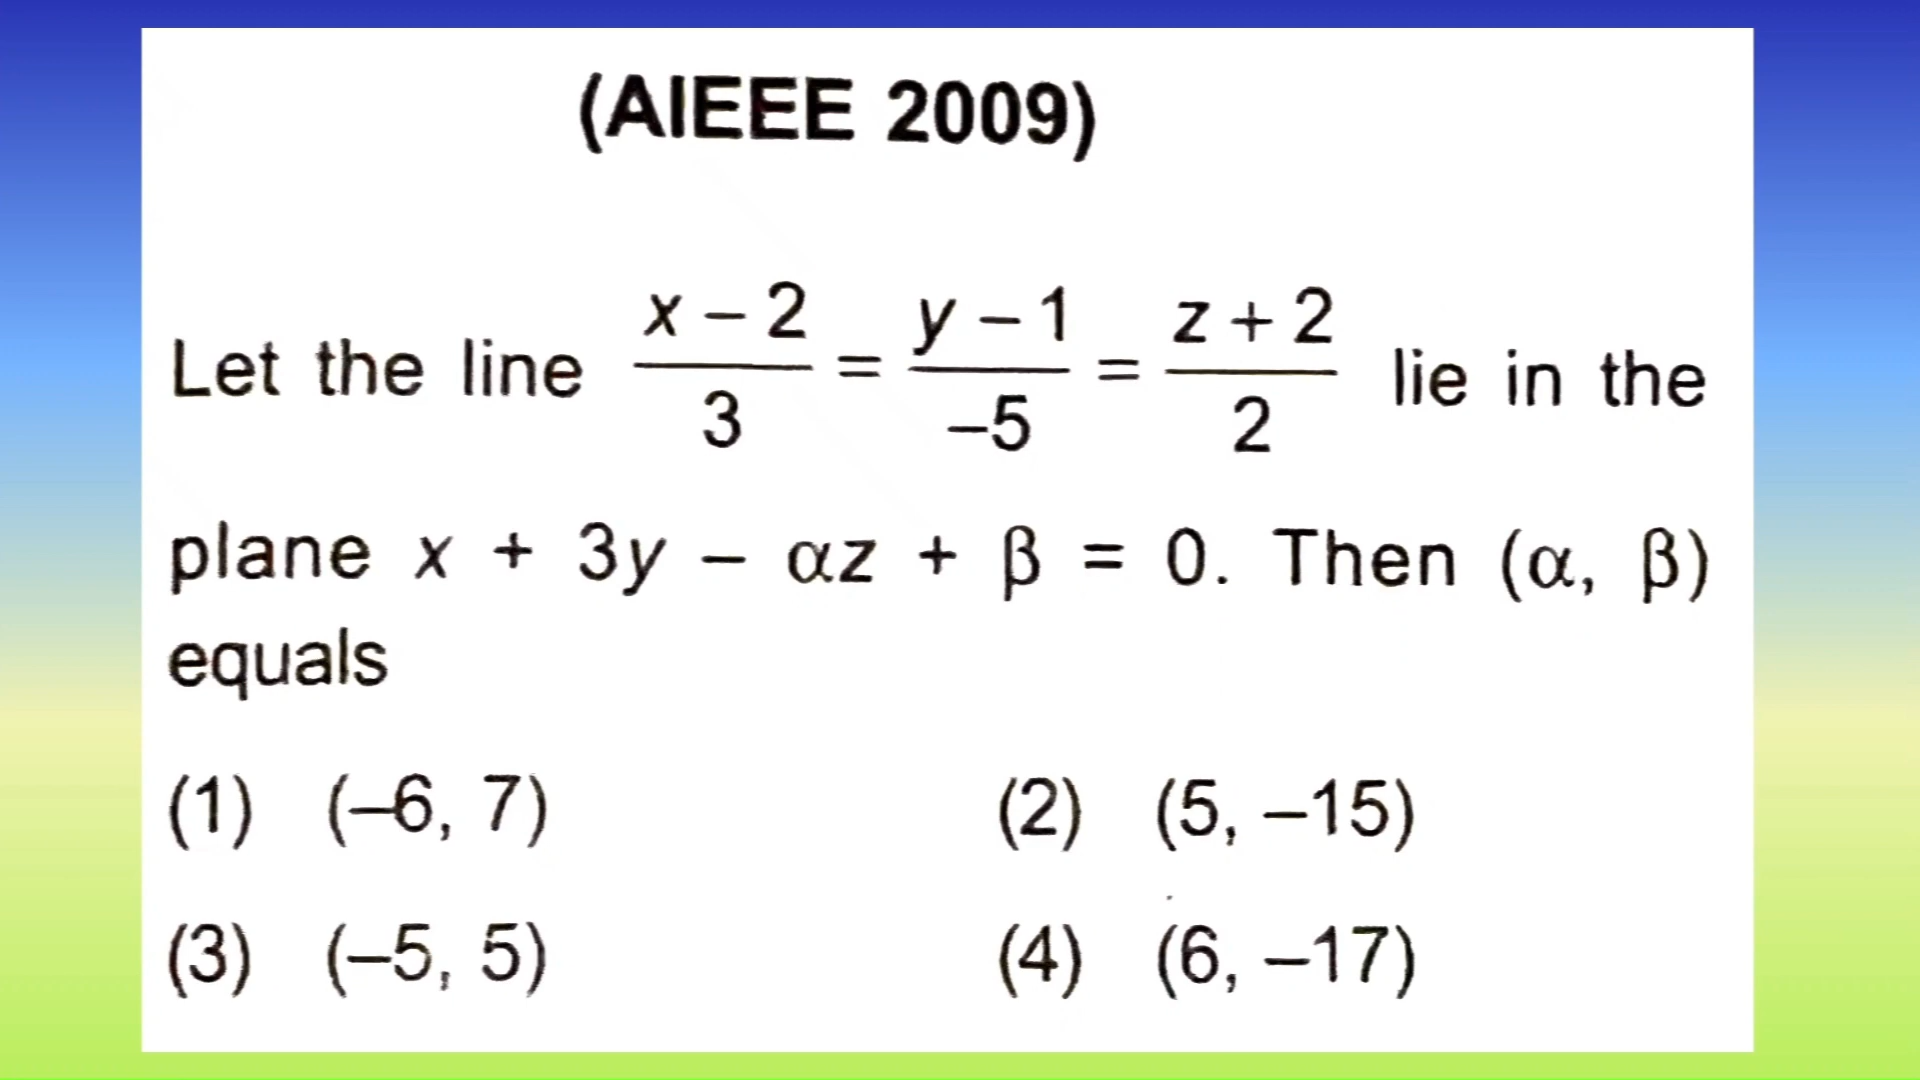 (AIEEE 2009)
Let the line (x – 2)/3 = (y – 1)/–5 = (z + 2)/2 lie in the
plane x + 3y – αz + β = 0. Then (α, β)
equals
(1) (–6, 7) (2) (5, –15)
(3) (–5, 5) (4) (6, –17)